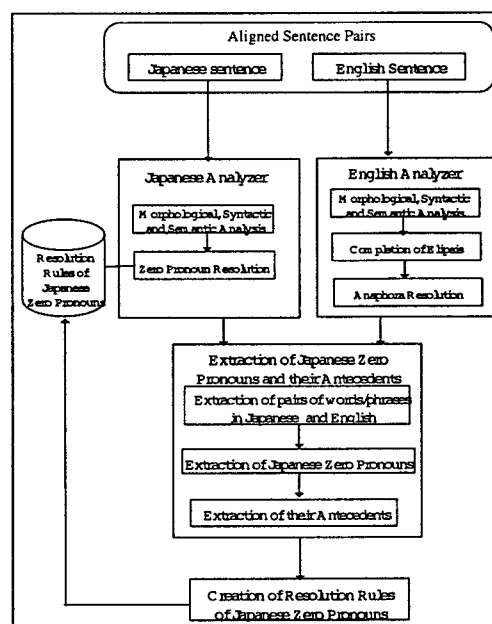 Aligned Sentence Pairs
Japanese sentence
English Sentence
Japanese Analyzer
Morphological, Syntactic
and Semantic Analysis
Zero Pronoun Resolution
Resolution
Rules of
Japanese
Zero Pronouns
English Analyzer
Morphological, Syntactic
and Semantic Analysis
Completion of Elipsis
Anaphora Resolution
Extraction of Japanese Zero
Pronouns and their Antecedents
Extraction of pairs of words/phrases
in Japanese and English
Extraction of Japanese Zero Pronouns
Extraction of their Antecedents
Creation of Resolution Rules
of Japanese Zero Pronouns